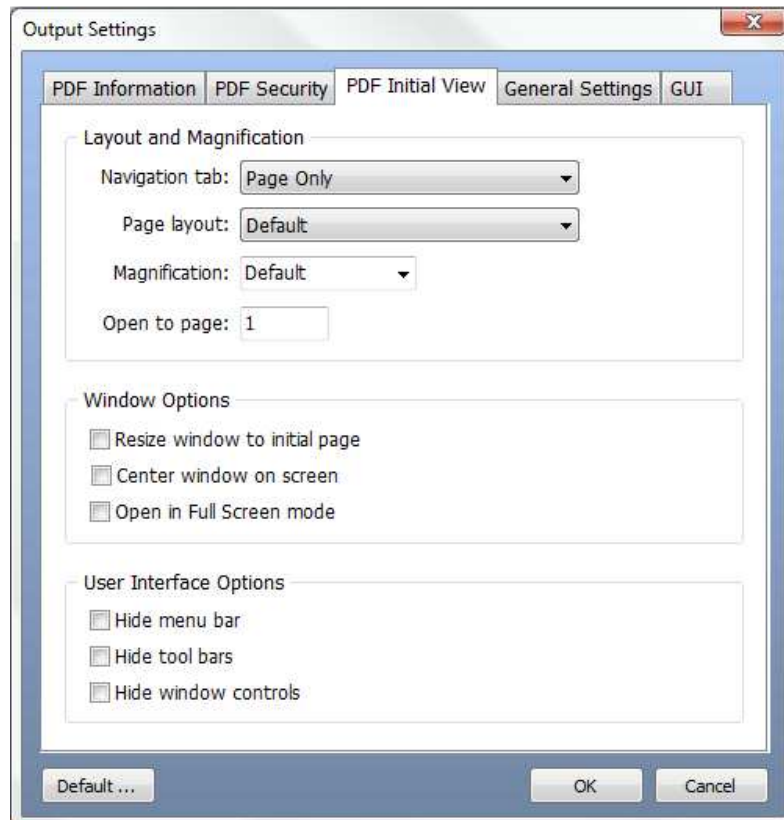 Output Settings
PDF Information PDF Security PDF Initial View General Settings GUI
Layout and Magnification
Navigation tab: Page Only
Page layout: Default
Magnification: Default
Open to page: 1
Window Options
Resize window to initial page
Center window on screen
Open in Full Screen mode
User Interface Options
Hide menu bar
Hide tool bars
Hide window controls
Default ... OK Cancel